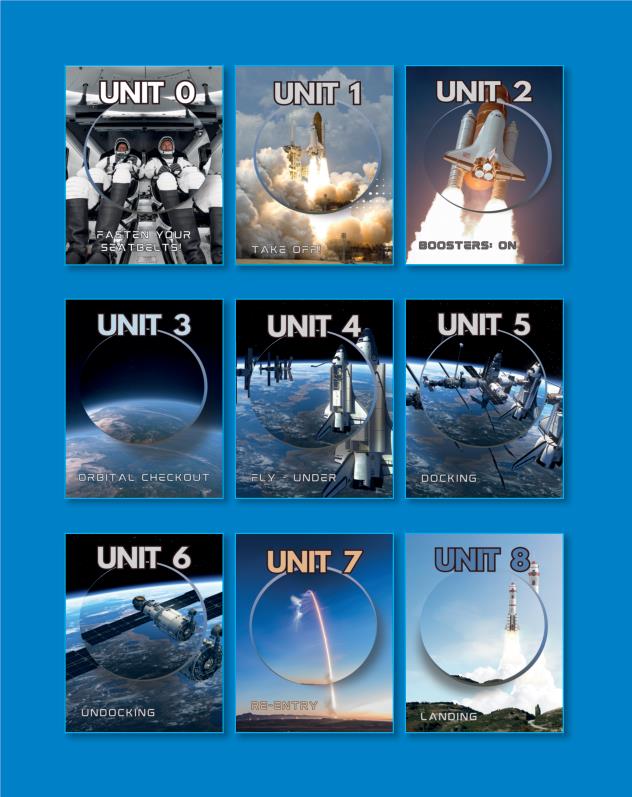 UNIT 0
FASTEN YOUR
SEATBELTS!
UNIT 1
TAKE OFF!
UNIT 2
BOOSTERS: ON
UNIT 3
ORBITAL CHECKOUT
UNIT 4
FLY - UNDER
UNIT 5
DOCKING
UNIT 6
UNDOCKING
UNIT 7
RE-ENTRY
UNIT 8
LANDING